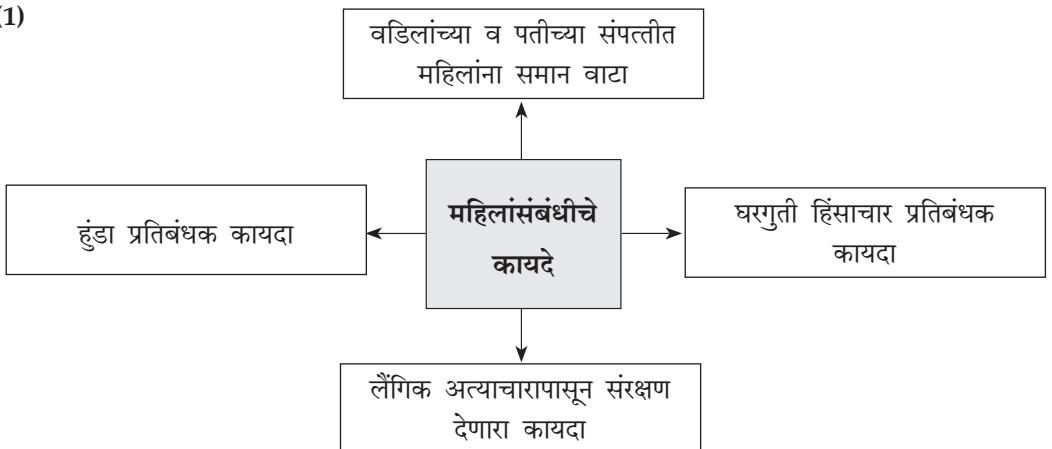 (1)
वडिलांच्या व पतीच्या संपत्तीत
महिलांना समान वाटा
हुंडा प्रतिबंधक कायदा
महिलांसंबंधीचे
कायदे
घरगुती हिंसाचार प्रतिबंधक
कायदा
लैंगिक अत्याचारापासून संरक्षण
देणारा कायदा